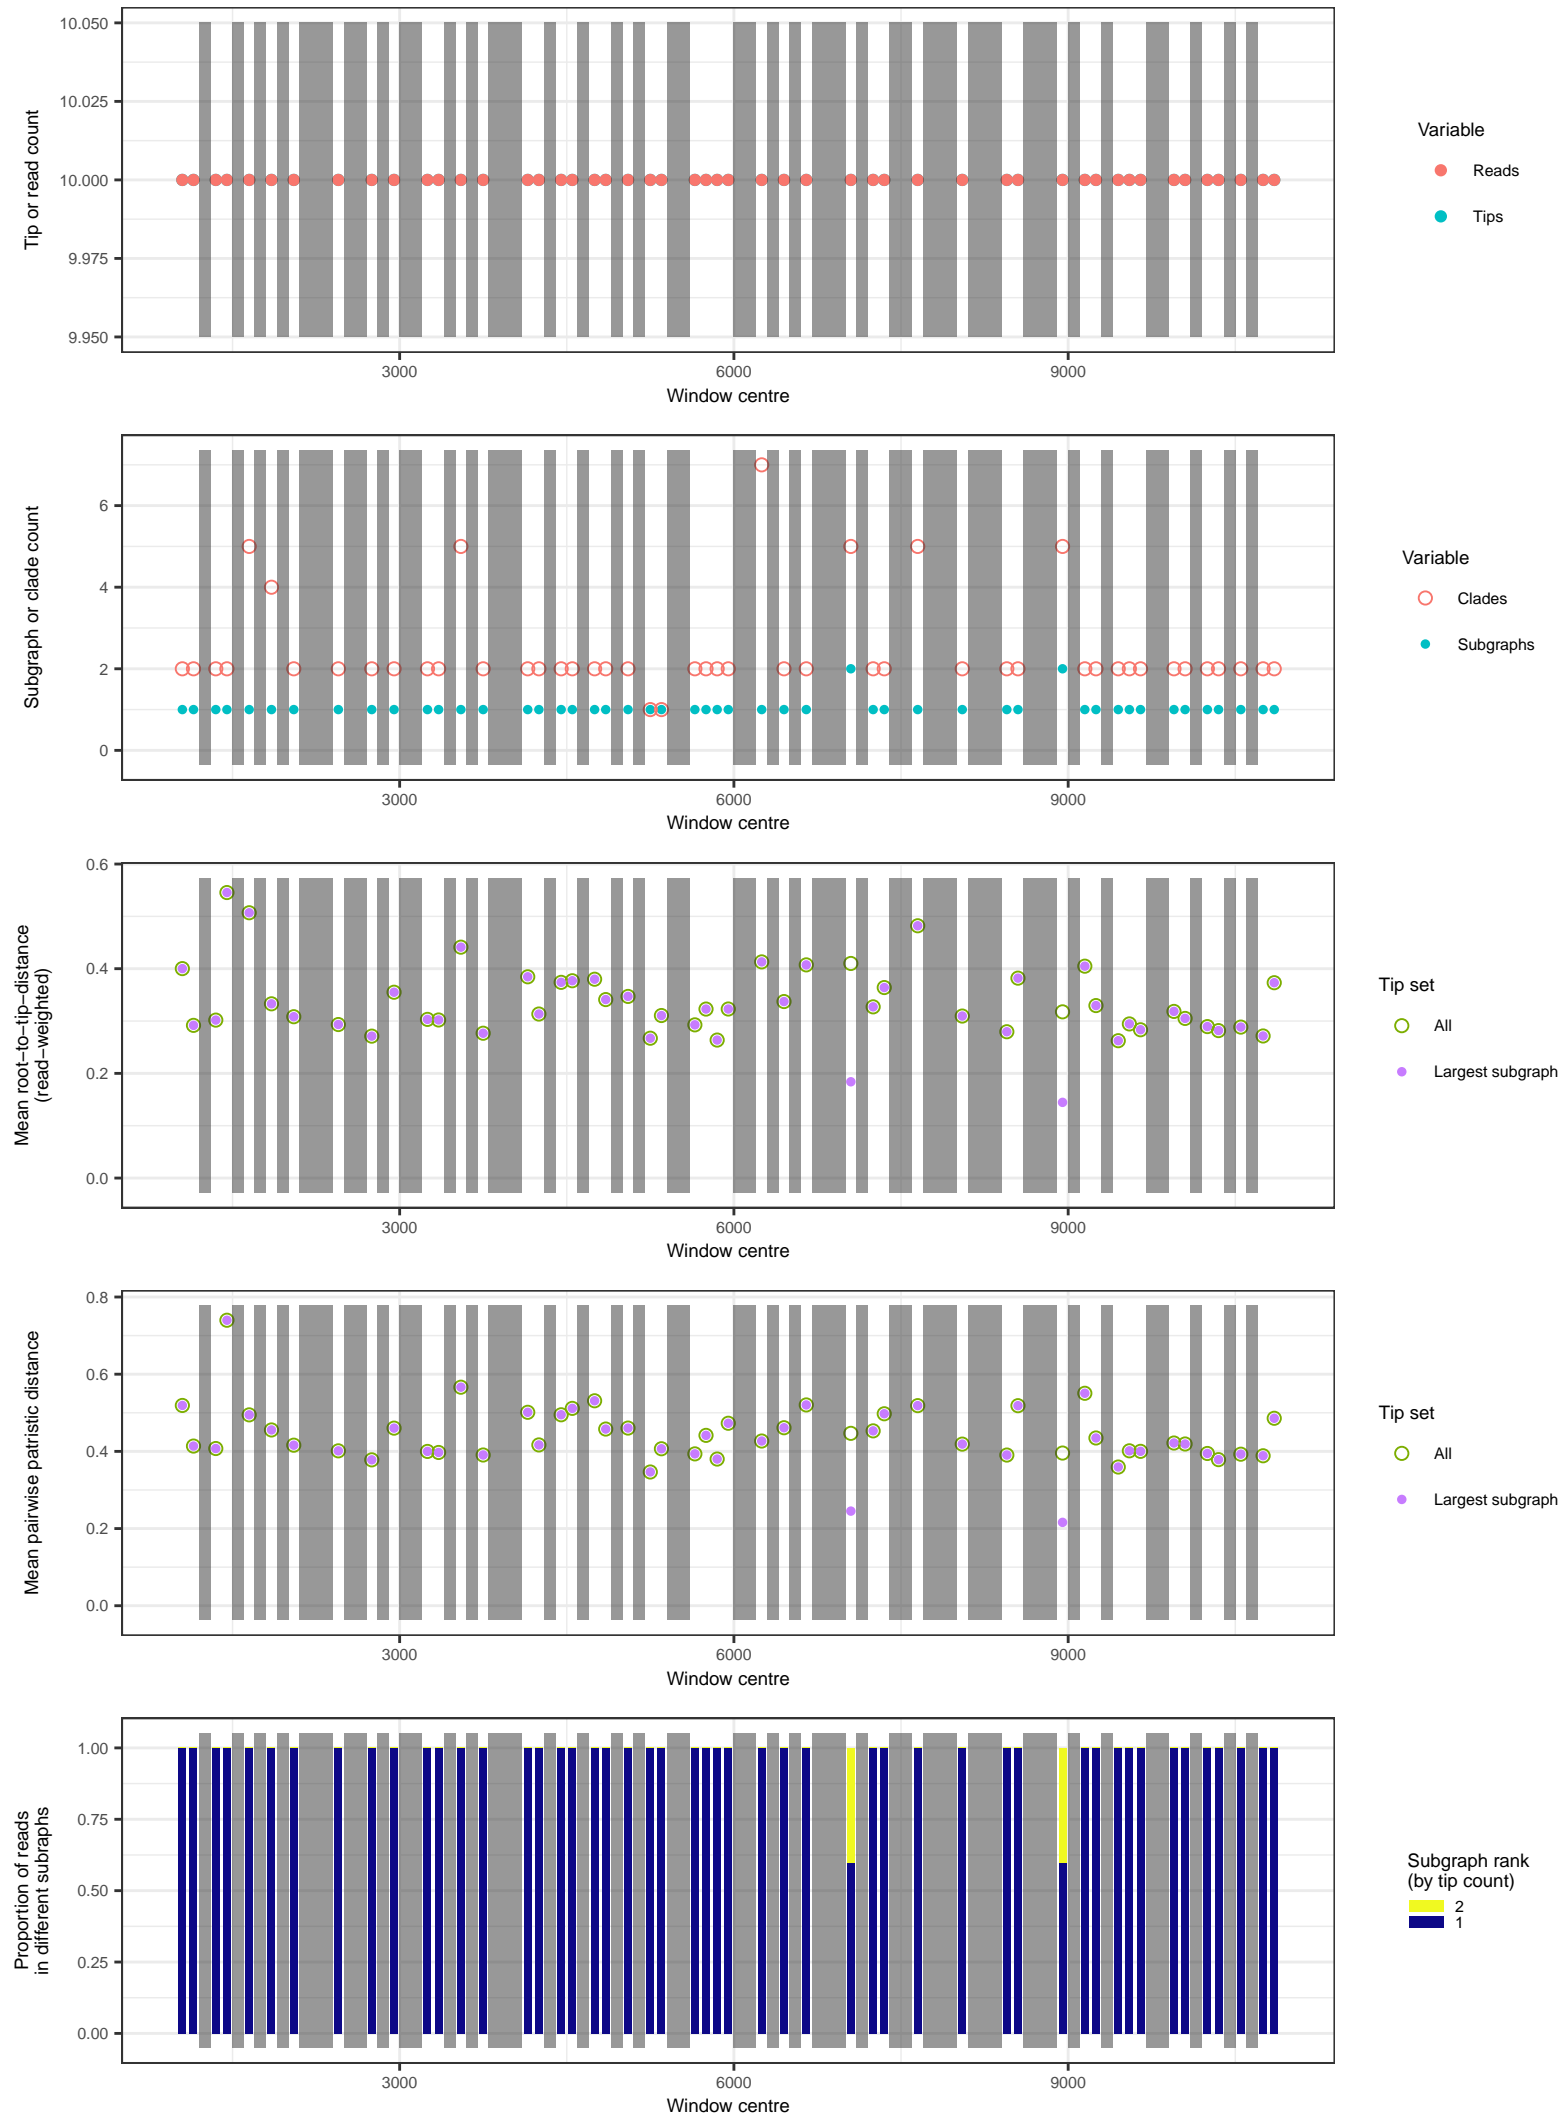 10.050
10.025
10.000
9.975
9.950
Tip or read count
3000 6000 9000
Window centre
Variable
Reads
Tips
6
4
2
0
Subgraph or clade count
3000 6000 9000
Window centre
Variable
Clades
Subgraphs
0.6
0.4
0.2
0.0
Mean root−to−tip−distance
(read−weighted)
3000 6000 9000
Window centre
Tip set
All
Largest subgraph
0.8
0.6
0.4
0.2
0.0
Mean pairwise patristic distance
3000 6000 9000
Window centre
Tip set
All
Largest subgraph
1.00
0.75
0.50
0.25
0.00
Proportion of reads
in different subraphs
3000 6000 9000
Window centre
Subgraph rank
(by tip count)
2
1